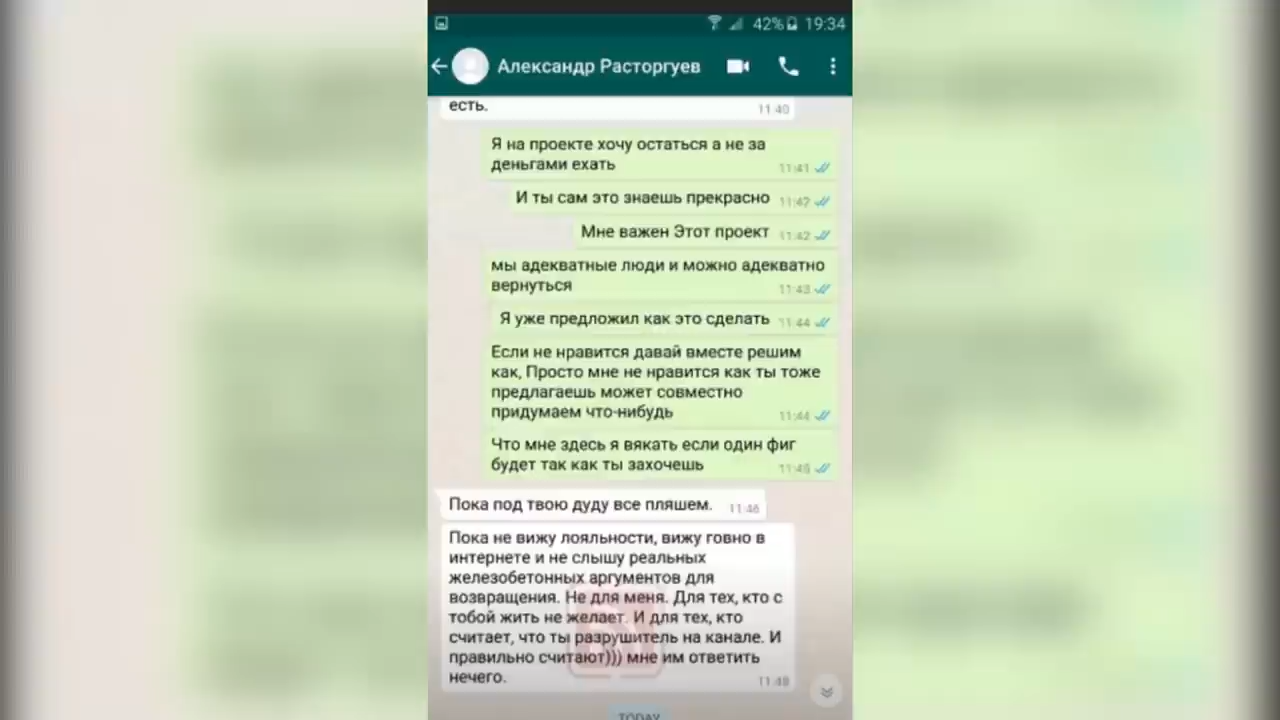 42% 19:34
Александр Расторгуев
есть.
11:40
Я на проекте хочу остаться а не за
деньгами ехать
11:41
И ты сам это знаешь прекрасно
11:42
Мне важен Этот проект
11:42
мы адекватные люди и можно адекватно
вернуться
11:43
Я уже предложил как это сделать
11:44
Если не нравится давай вместе решим
как, Просто мне не нравится как ты тоже
предлагаешь может совместно
придумаем что-нибудь
11:44
Что мне здесь я вякать если один фиг
будет так как ты захочешь
11:45
Пока под твою дуду все пляшем.
11:46
Пока не вижу лояльности, вижу говно в
интернете и не слышу реальных
железобетонных аргументов для
возвращения. Не для меня. Для тех, кто с
тобой жить не желает. И для тех, кто
считает, что ты разрушитель на канале. И
правильно считают))) мне им ответить
нечего.
11:48
TODAY